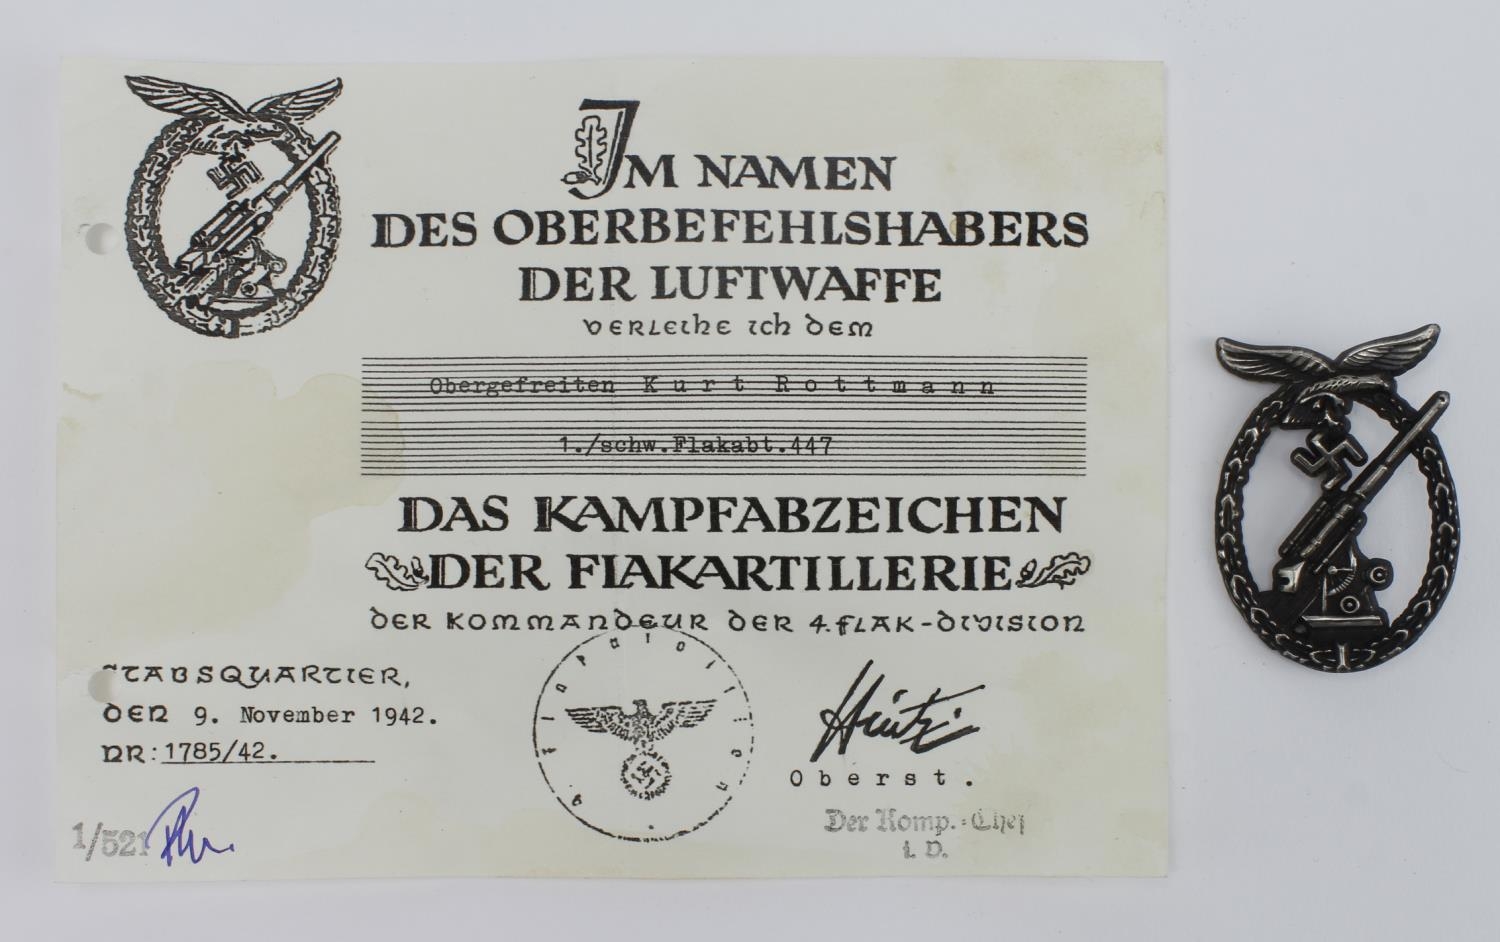 IM NAMEN
DES OBERBEFEHLSHABERS
DER LUFTWAFFE
VERLEIHE ICH DEM
Obergefreiten Kurt Rottmann
1./schw.Flakabt.447
DAS KAMPFABZEICHEN
DER FLAKARTILLERIE
DER KOMMANDEUR DER 4. FLAK-DIVISION
STABSQUARTIER,
DEN 9. November 1942.
NR: 1785/42.
Oberst.
1/521
Der Komp.-Chef
i. D.